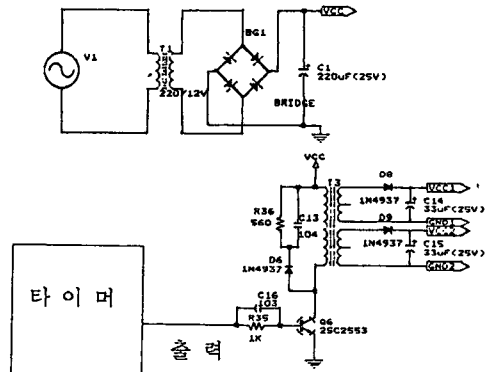 VCC
BG1
T1
V1
C1
220uF(25V)
220/12V
BRIDGE
VCC
T3
D8
VCC1
R36
560
C13
104
1N4937
C14
33uF(25V)
D9
GND1
VCC2
D6
1N4937
1N4937
C15
33uF(25V)
GND2
타이머
C16
103
R35
1K
Q6
2SC2553
출력